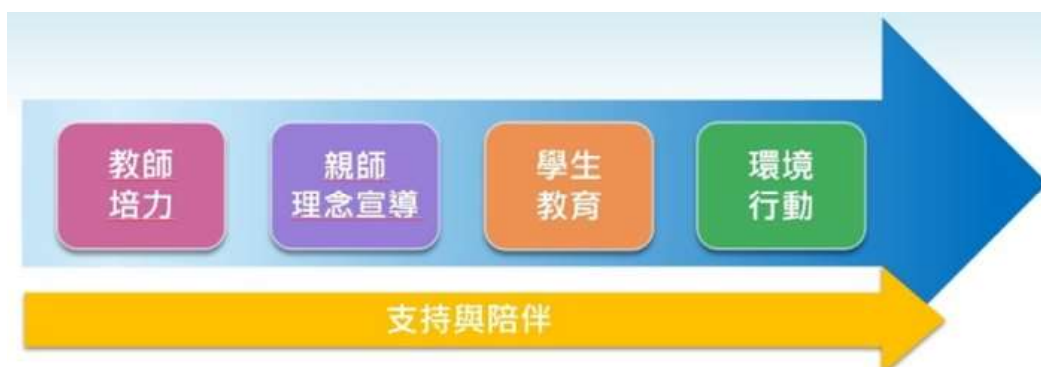 教師
培力
親師
理念宣導
學生
教育
環境
行動
支持與陪伴